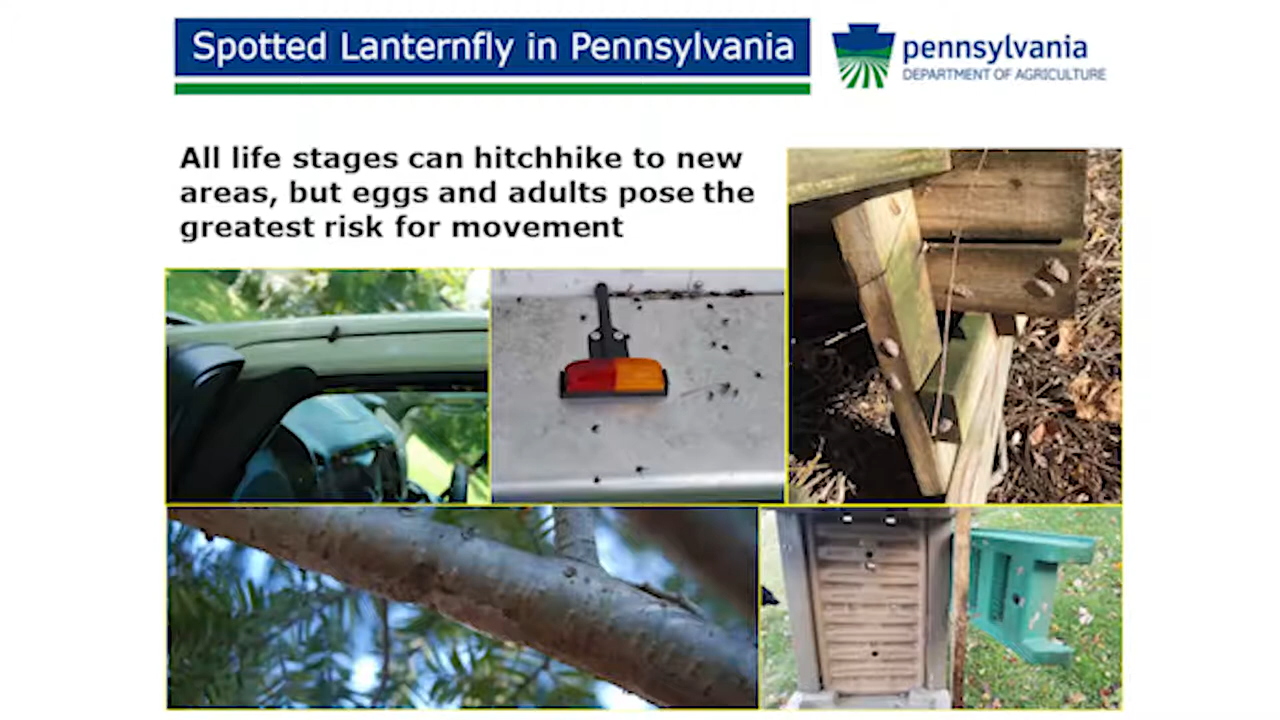 Spotted Lanternfly in Pennsylvania
pennsylvania
DEPARTMENT OF AGRICULTURE
All life stages can hitchhike to new
areas, but eggs and adults pose the
greatest risk for movement